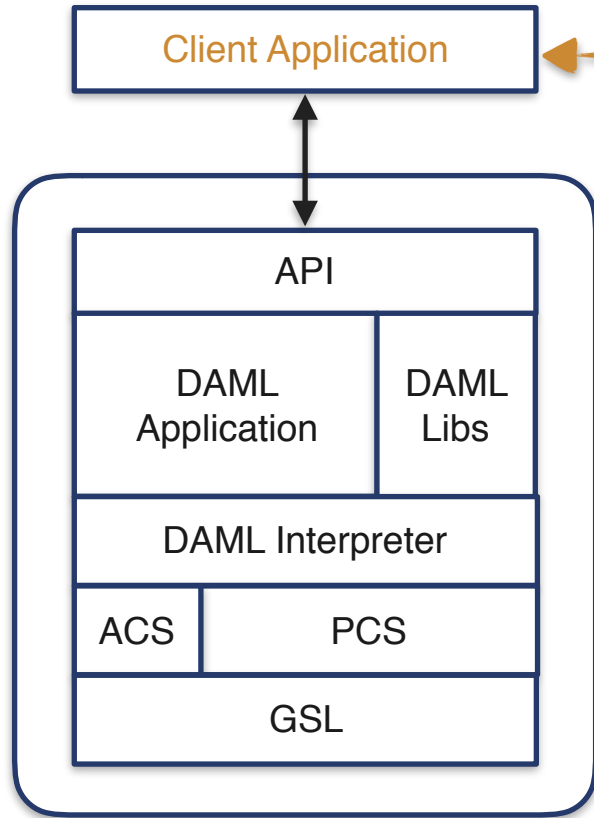 Client Application
API
DAML
Application
DAML
Libs
DAML Interpreter
ACS
PCS
GSL